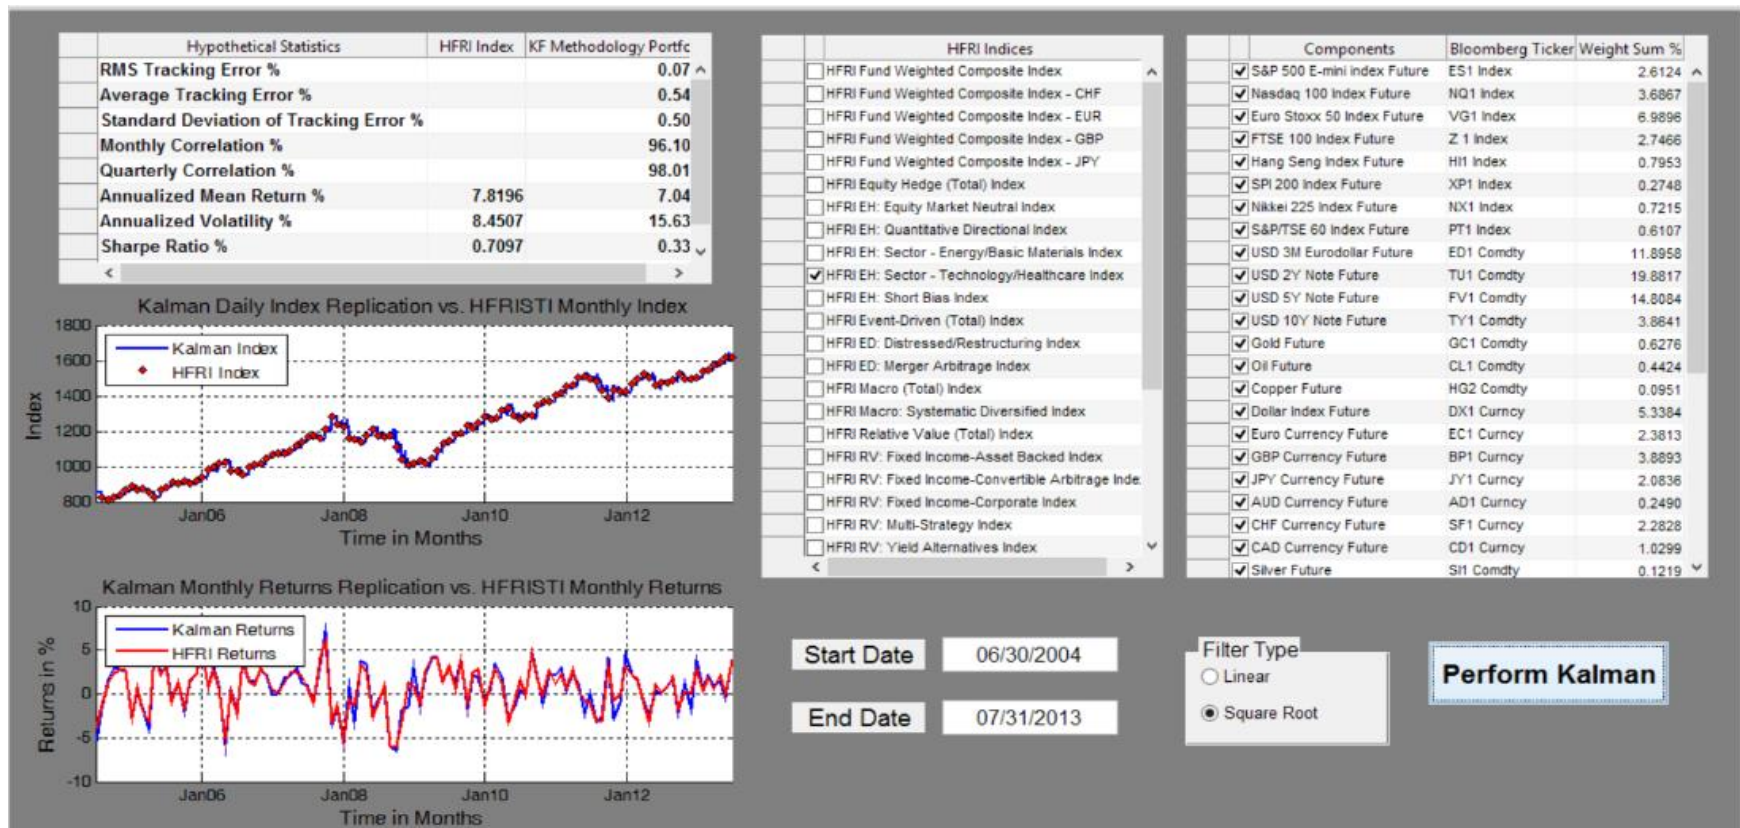 Hypothetical Statistics HFRI Index KF Methodology Portfc
RMS Tracking Error % 0.07
Average Tracking Error % 0.54
Standard Deviation of Tracking Error % 0.50
Monthly Correlation % 96.10
Quarterly Correlation % 98.01
Annualized Mean Return % 7.8196 7.04
Annualized Volatility % 8.4507 15.63
Sharpe Ratio % 0.7097 0.33
Kalman Daily Index Replication vs. HFRISTI Monthly Index
1800
1600
1400
1200
1000
800
Index
Kalman Index
HFRI Index
Jan06 Jan08 Jan10 Jan12
Time in Months
Kalman Monthly Returns Replication vs. HFRISTI Monthly Returns
10
5
0
-5
-10
Returns in %
Kalman Returns
HFRI Returns
Jan06 Jan08 Jan10 Jan12
Time in Months
HFRI Indices
HFRI Fund Weighted Composite Index
HFRI Fund Weighted Composite Index - CHF
HFRI Fund Weighted Composite Index - EUR
HFRI Fund Weighted Composite Index - GBP
HFRI Fund Weighted Composite Index - JPY
HFRI Equity Hedge (Total) Index
HFRI EH: Equity Market Neutral Index
HFRI EH: Quantitative Directional Index
HFRI EH: Sector - Energy/Basic Materials Index
HFRI EH: Sector - Technology/Healthcare Index
HFRI EH: Short Bias Index
HFRI Event-Driven (Total) Index
HFRI ED: Distressed/Restructuring Index
HFRI ED: Merger Arbitrage Index
HFRI Macro (Total) Index
HFRI Macro: Systematic Diversified Index
HFRI Relative Value (Total) Index
HFRI RV: Fixed Income-Asset Backed Index
HFRI RV: Fixed Income-Convertible Arbitrage Inde
HFRI RV: Fixed Income-Corporate Index
HFRI RV: Multi-Strategy Index
HFRI RV: Yield Alternatives Index
Components Bloomberg Ticker Weight Sum %
S&P 500 E-mini index Future ES1 Index 2.6124
Nasdaq 100 Index Future NQ1 Index 3.6867
Euro Stoxx 50 Index Future VG1 Index 6.9896
FTSE 100 Index Future Z 1 Index 2.7466
Hang Seng Index Future HI1 Index 0.7953
SPI 200 Index Future XP1 Index 0.2748
Nikkei 225 Index Future NX1 Index 0.7215
S&P/TSE 60 Index Future PT1 Index 0.6107
USD 3M Eurodollar Future ED1 Comdty 11.8958
USD 2Y Note Future TU1 Comdty 19.8817
USD 5Y Note Future FV1 Comdty 14.8084
USD 10Y Note Future TY1 Comdty 3.8641
Gold Future GC1 Comdty 0.6276
Oil Future CL1 Comdty 0.4424
Copper Future HG2 Comdty 0.0951
Dollar Index Future DX1 Curncy 5.3384
Euro Currency Future EC1 Curncy 2.3813
GBP Currency Future BP1 Curncy 3.8893
JPY Currency Future JY1 Curncy 2.0836
AUD Currency Future AD1 Curncy 0.2490
CHF Currency Future SF1 Curncy 2.2828
CAD Currency Future CD1 Curncy 1.0299
Silver Future SI1 Comdty 0.1219
Start Date 06/30/2004
End Date 07/31/2013
Filter Type
Linear
Square Root
Perform Kalman